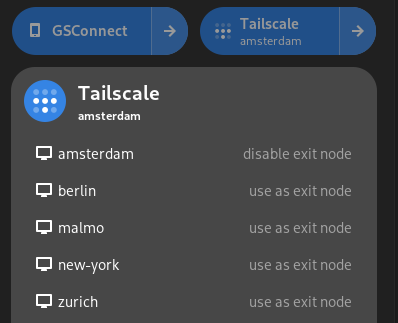 GSConnect
Tailscale
amsterdam
Tailscale
amsterdam
amsterdam disable exit node
berlin use as exit node
malmo use as exit node
new-york use as exit node
zurich use as exit node